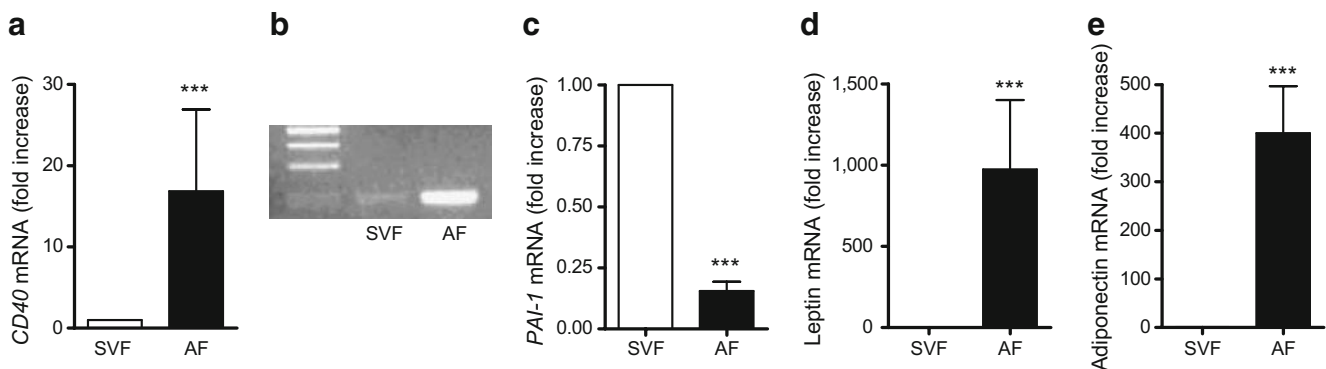 a
CD40 mRNA (fold increase)
30
20
10
0
***
SVF AF
b
SVF AF
c
PAI-1 mRNA (fold increase)
1.00
0.75
0.50
0.25
0.00
***
SVF AF
d
Leptin mRNA (fold increase)
1,500
1,000
500
0
***
SVF AF
e
Adiponectin mRNA (fold increase)
500
400
300
200
100
0
***
SVF AF